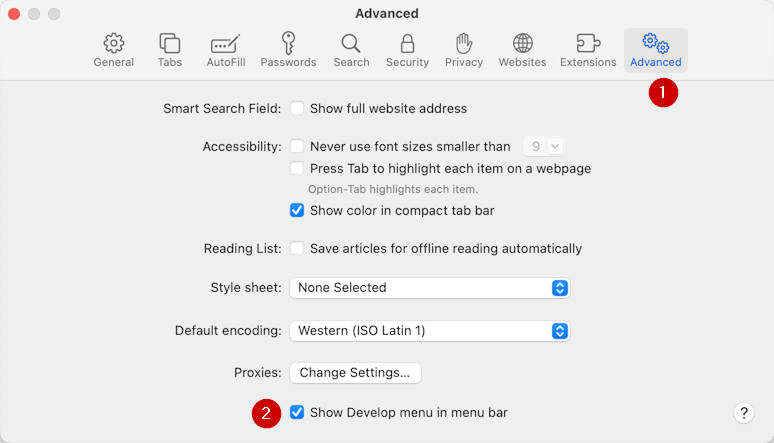 Advanced
General Tabs AutoFill Passwords Search Security Privacy Websites Extensions Advanced
1
Smart Search Field: Show full website address
Accessibility: Never use font sizes smaller than 9
Press Tab to highlight each item on a webpage
Option-Tab highlights each item.
Show color in compact tab bar
Reading List: Save articles for offline reading automatically
Style sheet: None Selected
Default encoding: Western (ISO Latin 1)
Proxies: Change Settings...
2 Show Develop menu in menu bar ?